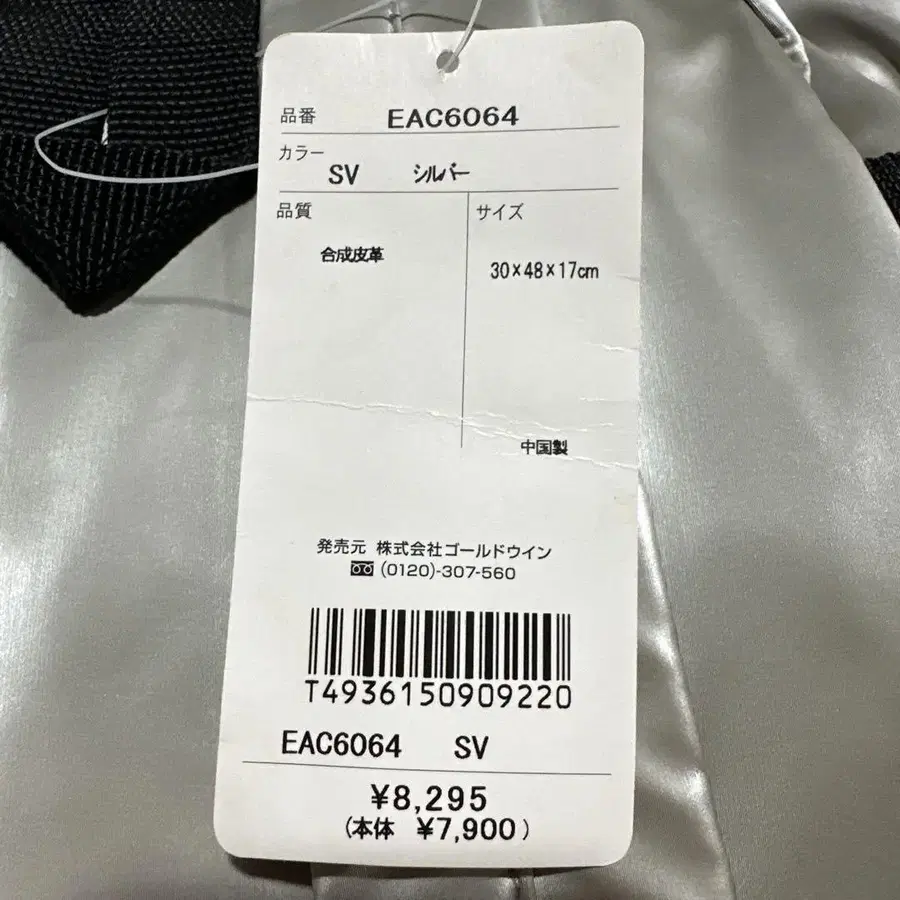 品番 EAC6064
カラー
SV シルバー
品質 サイズ
合成皮革
30×48×17cm
中国製
発売元 株式会社ゴールドウイン
(0120)-307-560
T4936150909220
EAC6064 SV
¥8,295
(本体 ¥7,900)